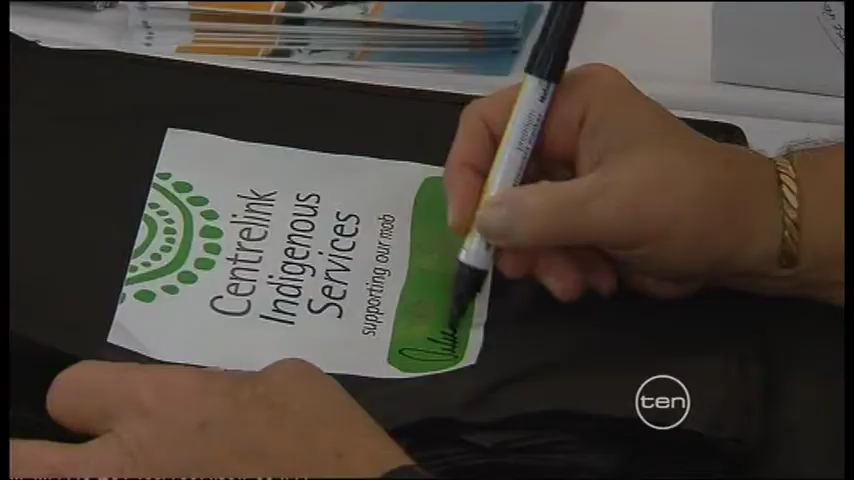 Centrelink
Indigenous
Services
supporting our mob
ten